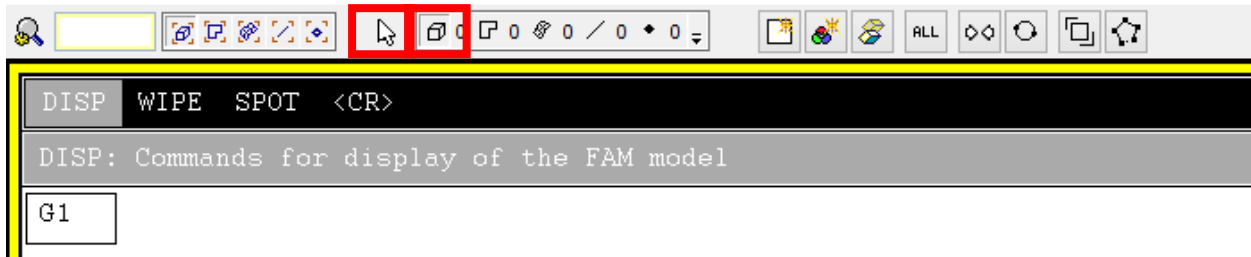 0 0 0 0 0 ALL
DISP WIPE SPOT <CR>
DISP: Commands for display of the FAM model
G1